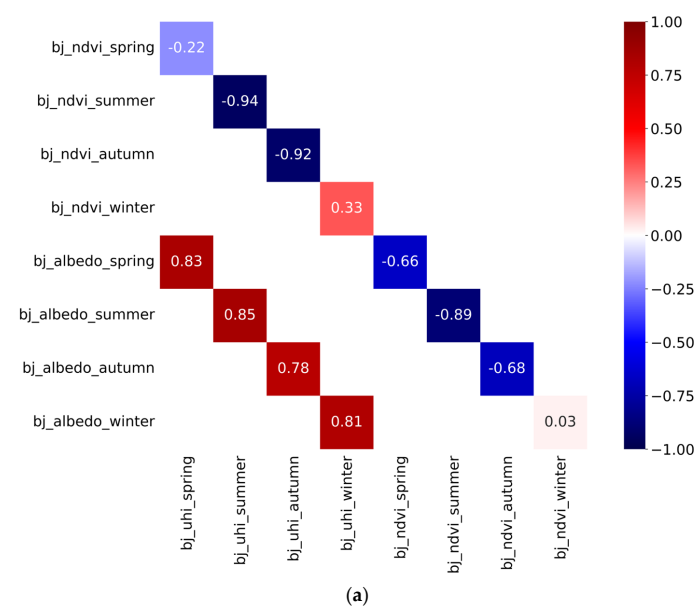 bj_ndvi_spring -0.22
bj_ndvi_summer -0.94
bj_ndvi_autumn -0.92
bj_ndvi_winter 0.33
bj_albedo_spring 0.83 -0.66
bj_albedo_summer 0.85 -0.89
bj_albedo_autumn 0.78 -0.68
bj_albedo_winter 0.81 0.03
bj_uhi_spring
bj_uhi_summer
bj_uhi_autumn
bj_uhi_winter
bj_ndvi_spring
bj_ndvi_summer
bj_ndvi_autumn
bj_ndvi_winter
1.00
0.75
0.50
0.25
0.00
−0.25
−0.50
−0.75
−1.00
(a)